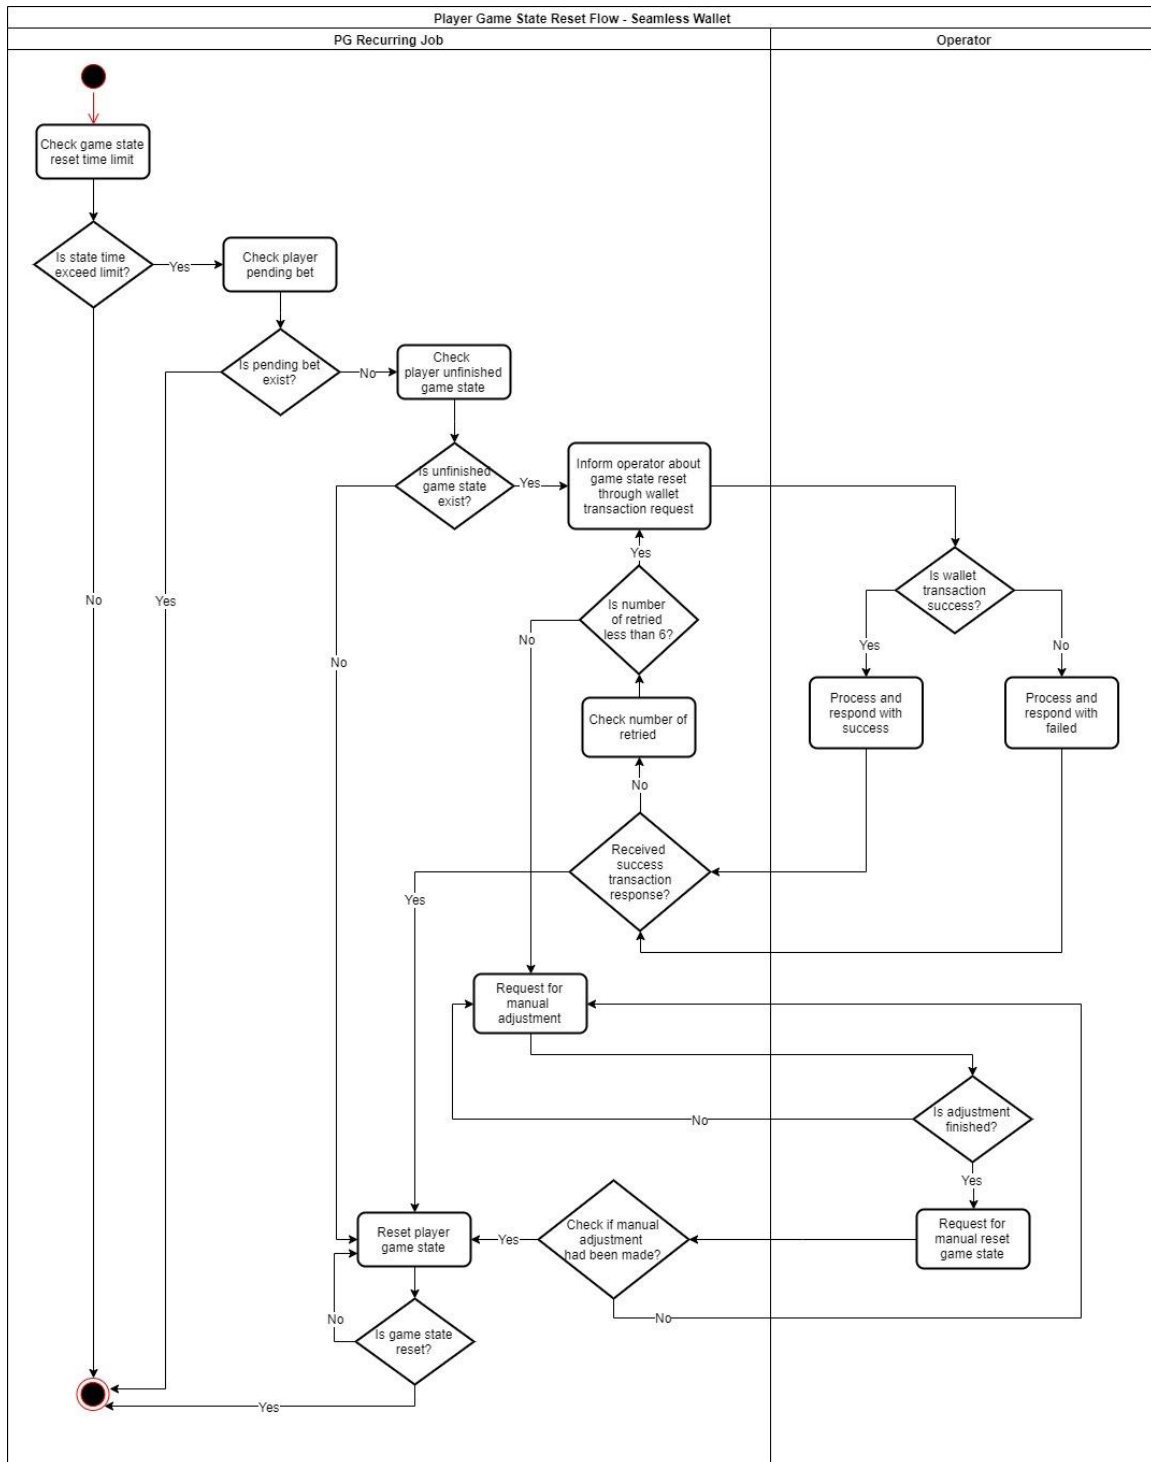 Player Game State Reset Flow - Seamless Wallet
PG Recurring Job
Operator
Check game state
reset time limit
Is state time
exceed limit?
Yes
Check player
pending bet
Is pending bet
exist?
No
Check
player unfinished
game state
Is unfinished
game state
exist?
Yes
Inform operator about
game state reset
through wallet
transaction request
Yes
Is wallet
transaction
success?
No
Yes
Is number
of retried
less than 6?
No
Yes
No
No
Process and
respond with
success
Process and
respond with
failed
Check number of
retried
No
Received
success
transaction
response?
Yes
Request for
manual
adjustment
Is adjustment
finished?
No
Yes
Reset player
game state
Yes
Check if manual
adjustment
had been made?
Request for
manual reset
game state
No
No
Is game state
reset?
Yes